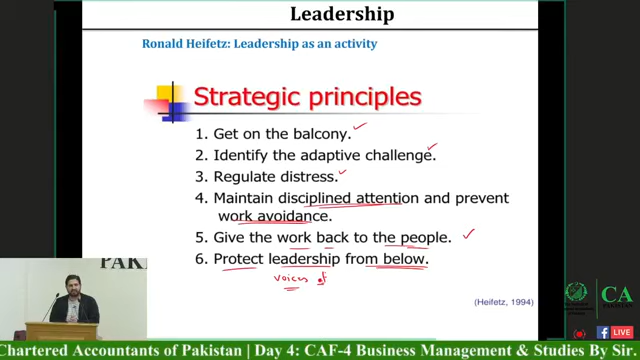 Leadership
Ronald Heifetz: Leadership as an activity
Strategic principles
1. Get on the balcony.
2. Identify the adaptive challenge.
3. Regulate distress.
4. Maintain disciplined attention and prevent
work avoidance.
5. Give the work back to the people.
6. Protect leadership from below.
voices of
(Heifetz, 1994)
PAK
CA
PAKISTAN
LIVE
Chartered Accountants of Pakistan | Day 4: CAF-4 Business Management & Studies By Sir.